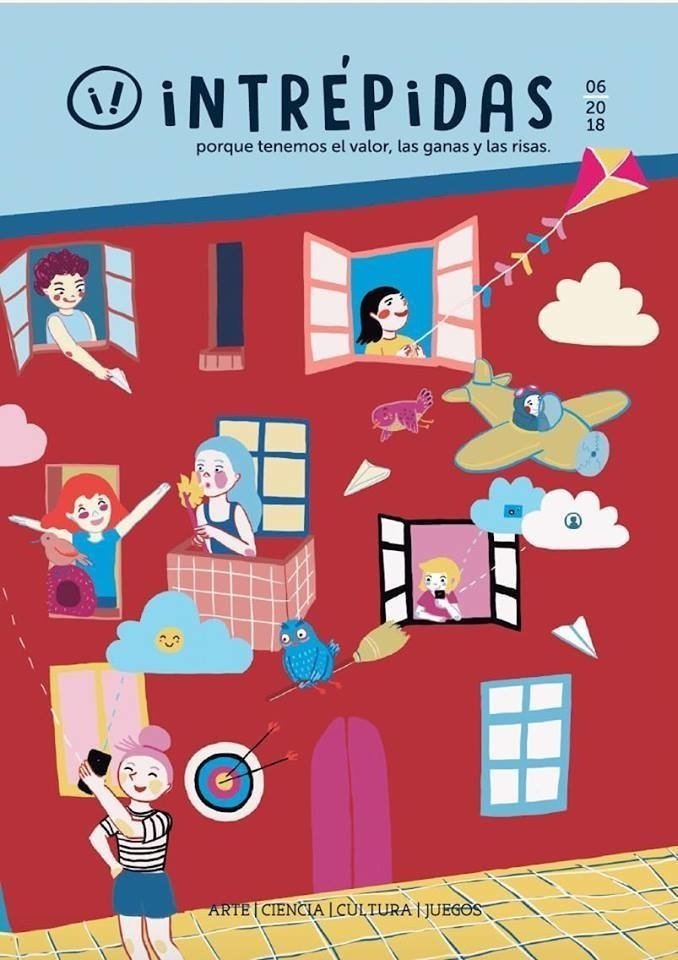 ¡! iNTRÉPiDAS
06
20
18
porque tenemos el valor, las ganas y las risas.
ARTE | CIENCIA | CULTURA | JUEGOS